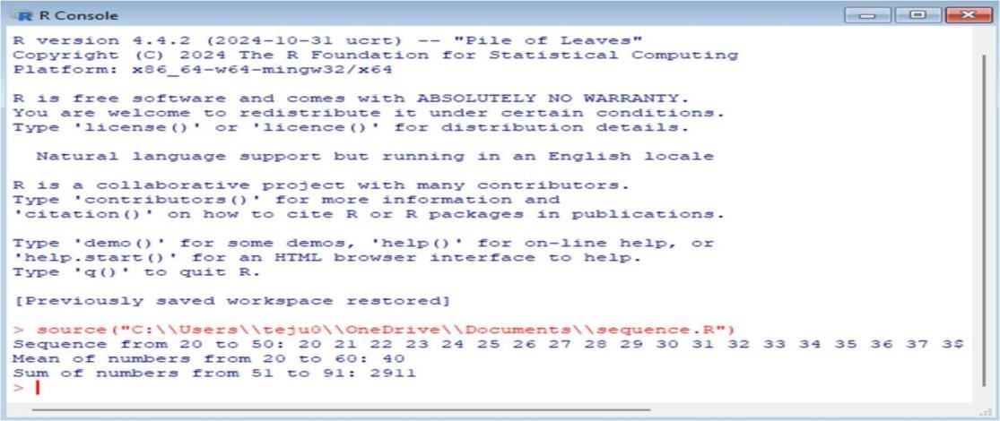 R Console
R version 4.4.2 (2024-10-31 ucrt) -- "Pile of Leaves"
Copyright (C) 2024 The R Foundation for Statistical Computing
Platform: x86_64-w64-mingw32/x64
R is free software and comes with ABSOLUTELY NO WARRANTY.
You are welcome to redistribute it under certain conditions.
Type 'license()' or 'licence()' for distribution details.
Natural language support but running in an English locale
R is a collaborative project with many contributors.
Type 'contributors()' for more information and
'citation()' on how to cite R or R packages in publications.
Type 'demo()' for some demos, 'help()' for on-line help, or
'help.start()' for an HTML browser interface to help.
Type 'q()' to quit R.
[Previously saved workspace restored]
> source("C:\\Users\\teju0\\OneDrive\\Documents\\sequence.R")
Sequence from 20 to 50: 20 21 22 23 24 25 26 27 28 29 30 31 32 33 34 35 36 37 3$
Mean of numbers from 20 to 60: 40
Sum of numbers from 51 to 91: 2911
>